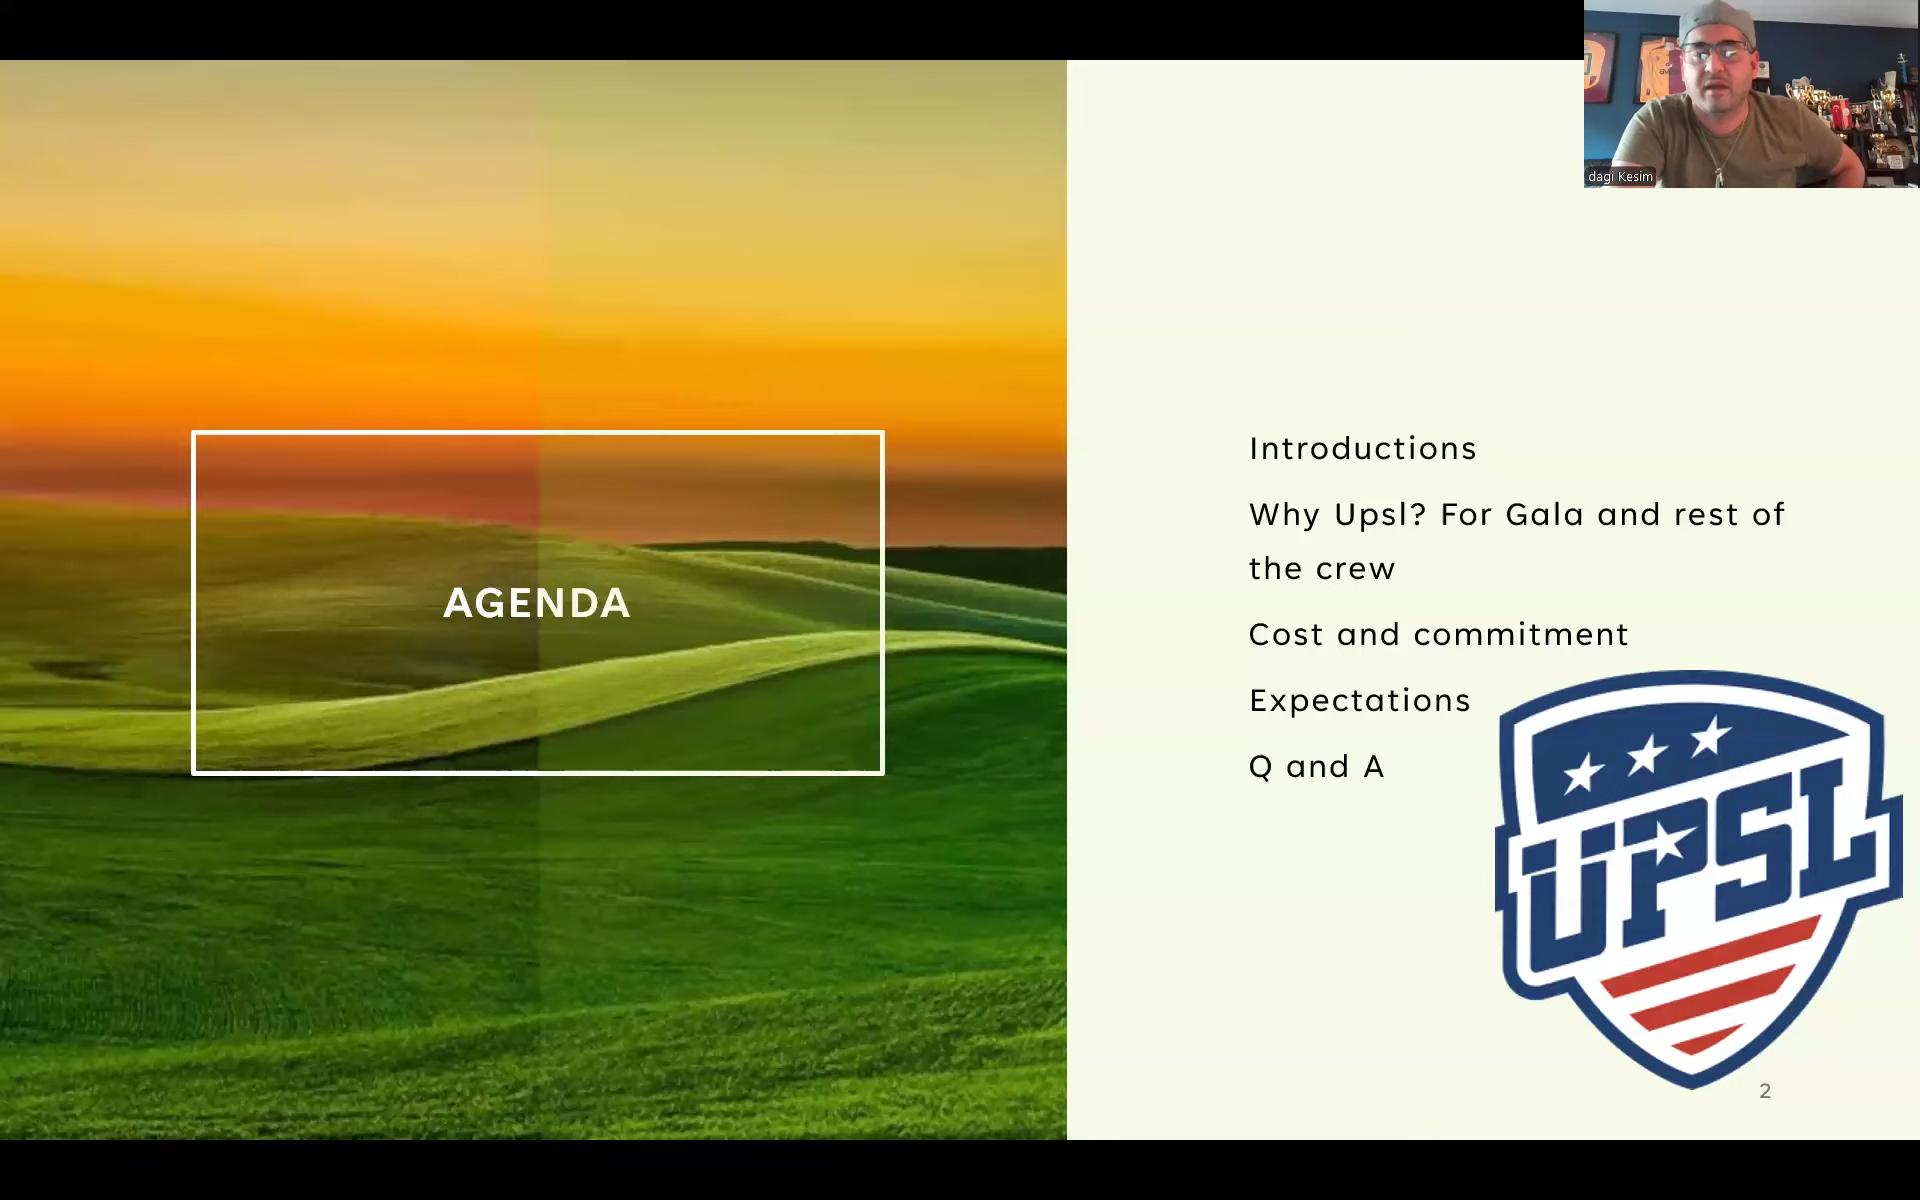 dagi Kesim
AGENDA
Introductions
Why Upsl? For Gala and rest of
the crew
Cost and commitment
Expectations
Q and A
UPSL
2